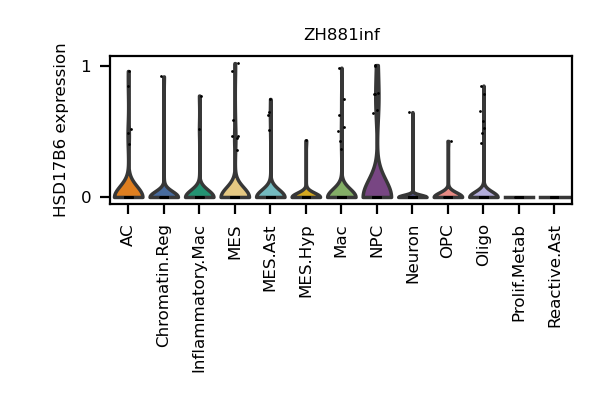 ZH881inf
HSD17B6 expression
1
0
AC
Chromatin.Reg
Inflammatory.Mac
MES
MES.Ast
MES.Hyp
Mac
NPC
Neuron
OPC
Oligo
Prolif.Metab
Reactive.Ast